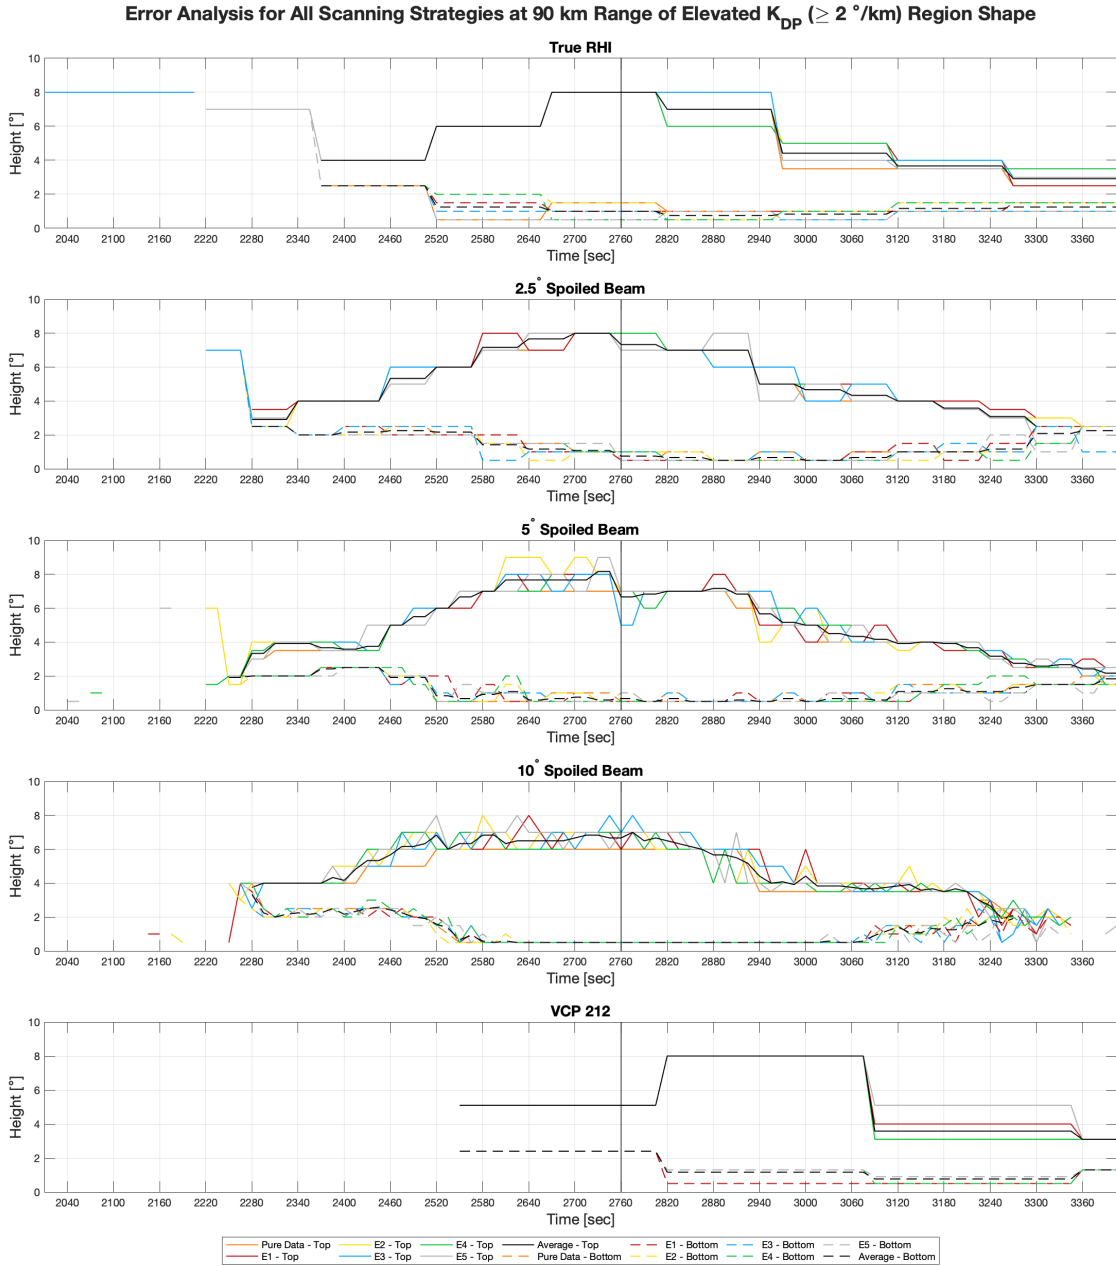 Error Analysis for All Scanning Strategies at 90 km Range of Elevated K_DP (≥ 2 °/km) Region Shape
True RHI
10
8
6
4
2
0
Height [°]
2040 2100 2160 2220 2280 2340 2400 2460 2520 2580 2640 2700 2760 2820 2880 2940 3000 3060 3120 3180 3240 3300 3360
Time [sec]
2.5° Spoiled Beam
10
8
6
4
2
0
Height [°]
2040 2100 2160 2220 2280 2340 2400 2460 2520 2580 2640 2700 2760 2820 2880 2940 3000 3060 3120 3180 3240 3300 3360
Time [sec]
5° Spoiled Beam
10
8
6
4
2
0
Height [°]
2040 2100 2160 2220 2280 2340 2400 2460 2520 2580 2640 2700 2760 2820 2880 2940 3000 3060 3120 3180 3240 3300 3360
Time [sec]
10° Spoiled Beam
10
8
6
4
2
0
Height [°]
2040 2100 2160 2220 2280 2340 2400 2460 2520 2580 2640 2700 2760 2820 2880 2940 3000 3060 3120 3180 3240 3300 3360
Time [sec]
VCP 212
10
8
6
4
2
0
Height [°]
2040 2100 2160 2220 2280 2340 2400 2460 2520 2580 2640 2700 2760 2820 2880 2940 3000 3060 3120 3180 3240 3300 3360
Time [sec]
Pure Data - Top E2 - Top E4 - Top Average - Top E1 - Bottom E3 - Bottom E5 - Bottom
E1 - Top E3 - Top E5 - Top Pure Data - Bottom E2 - Bottom E4 - Bottom Average - Bottom